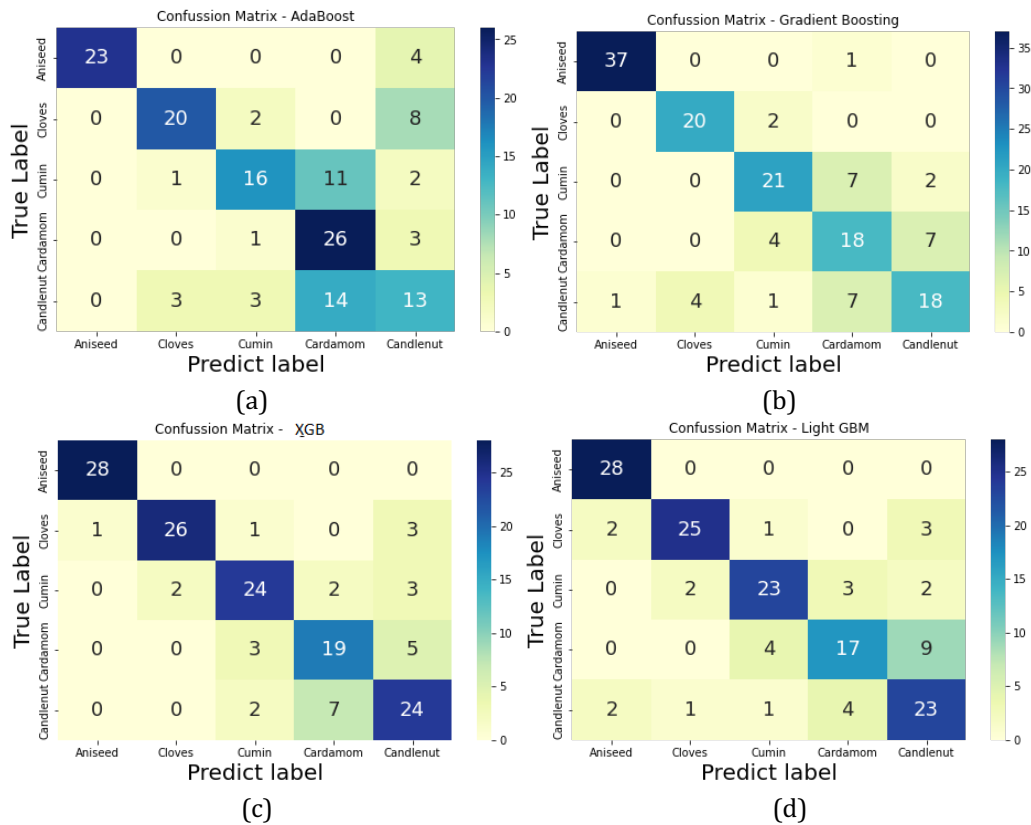 Confussion Matrix - AdaBoost
True Label
Aniseed 23 0 0 0 4
Cloves 0 20 2 0 8
Cumin 0 1 16 11 2
Cardamom 0 0 1 26 3
Candlenut 0 3 3 14 13
Aniseed Cloves Cumin Cardamom Candlenut
Predict label
25
20
15
10
5
0
(a)
Confussion Matrix - Gradient Boosting
True Label
Aniseed 37 0 0 1 0
Cloves 0 20 2 0 0
Cumin 0 0 21 7 2
Cardamom 0 0 4 18 7
Candlenut 1 4 1 7 18
Aniseed Cloves Cumin Cardamom Candlenut
Predict label
35
30
25
20
15
10
5
0
(b)
Confussion Matrix - XGB
True Label
Aniseed 28 0 0 0 0
Cloves 1 26 1 0 3
Cumin 0 2 24 2 3
Cardamom 0 0 3 19 5
Candlenut 0 0 2 7 24
Aniseed Cloves Cumin Cardamom Candlenut
Predict label
25
20
15
10
5
0
(c)
Confussion Matrix - Light GBM
True Label
Aniseed 28 0 0 0 0
Cloves 2 25 1 0 3
Cumin 0 2 23 3 2
Cardamom 0 0 4 17 9
Candlenut 2 1 1 4 23
Aniseed Cloves Cumin Cardamom Candlenut
Predict label
25
20
15
10
5
0
(d)